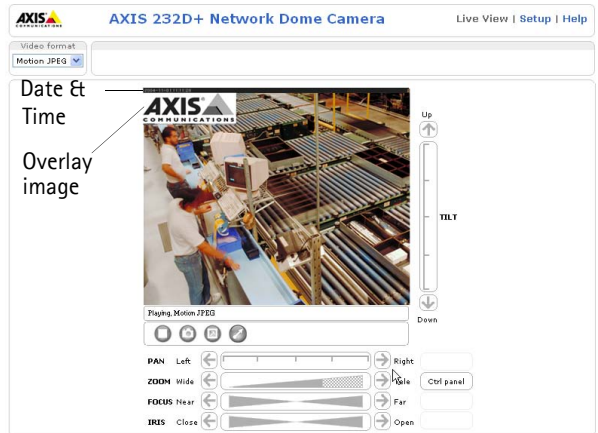 AXIS
COMMUNICATIONS
AXIS 232D+ Network Dome Camera
Live View | Setup | Help
Video format
Motion JPEG
Date &
Time
Overlay
image
AXIS
COMMUNICATIONS
Up
TILT
Down
Playing, Motion JPEG
PAN Left Right
ZOOM Wide Tele Ctrl panel
FOCUS Near Far
IRIS Close Open